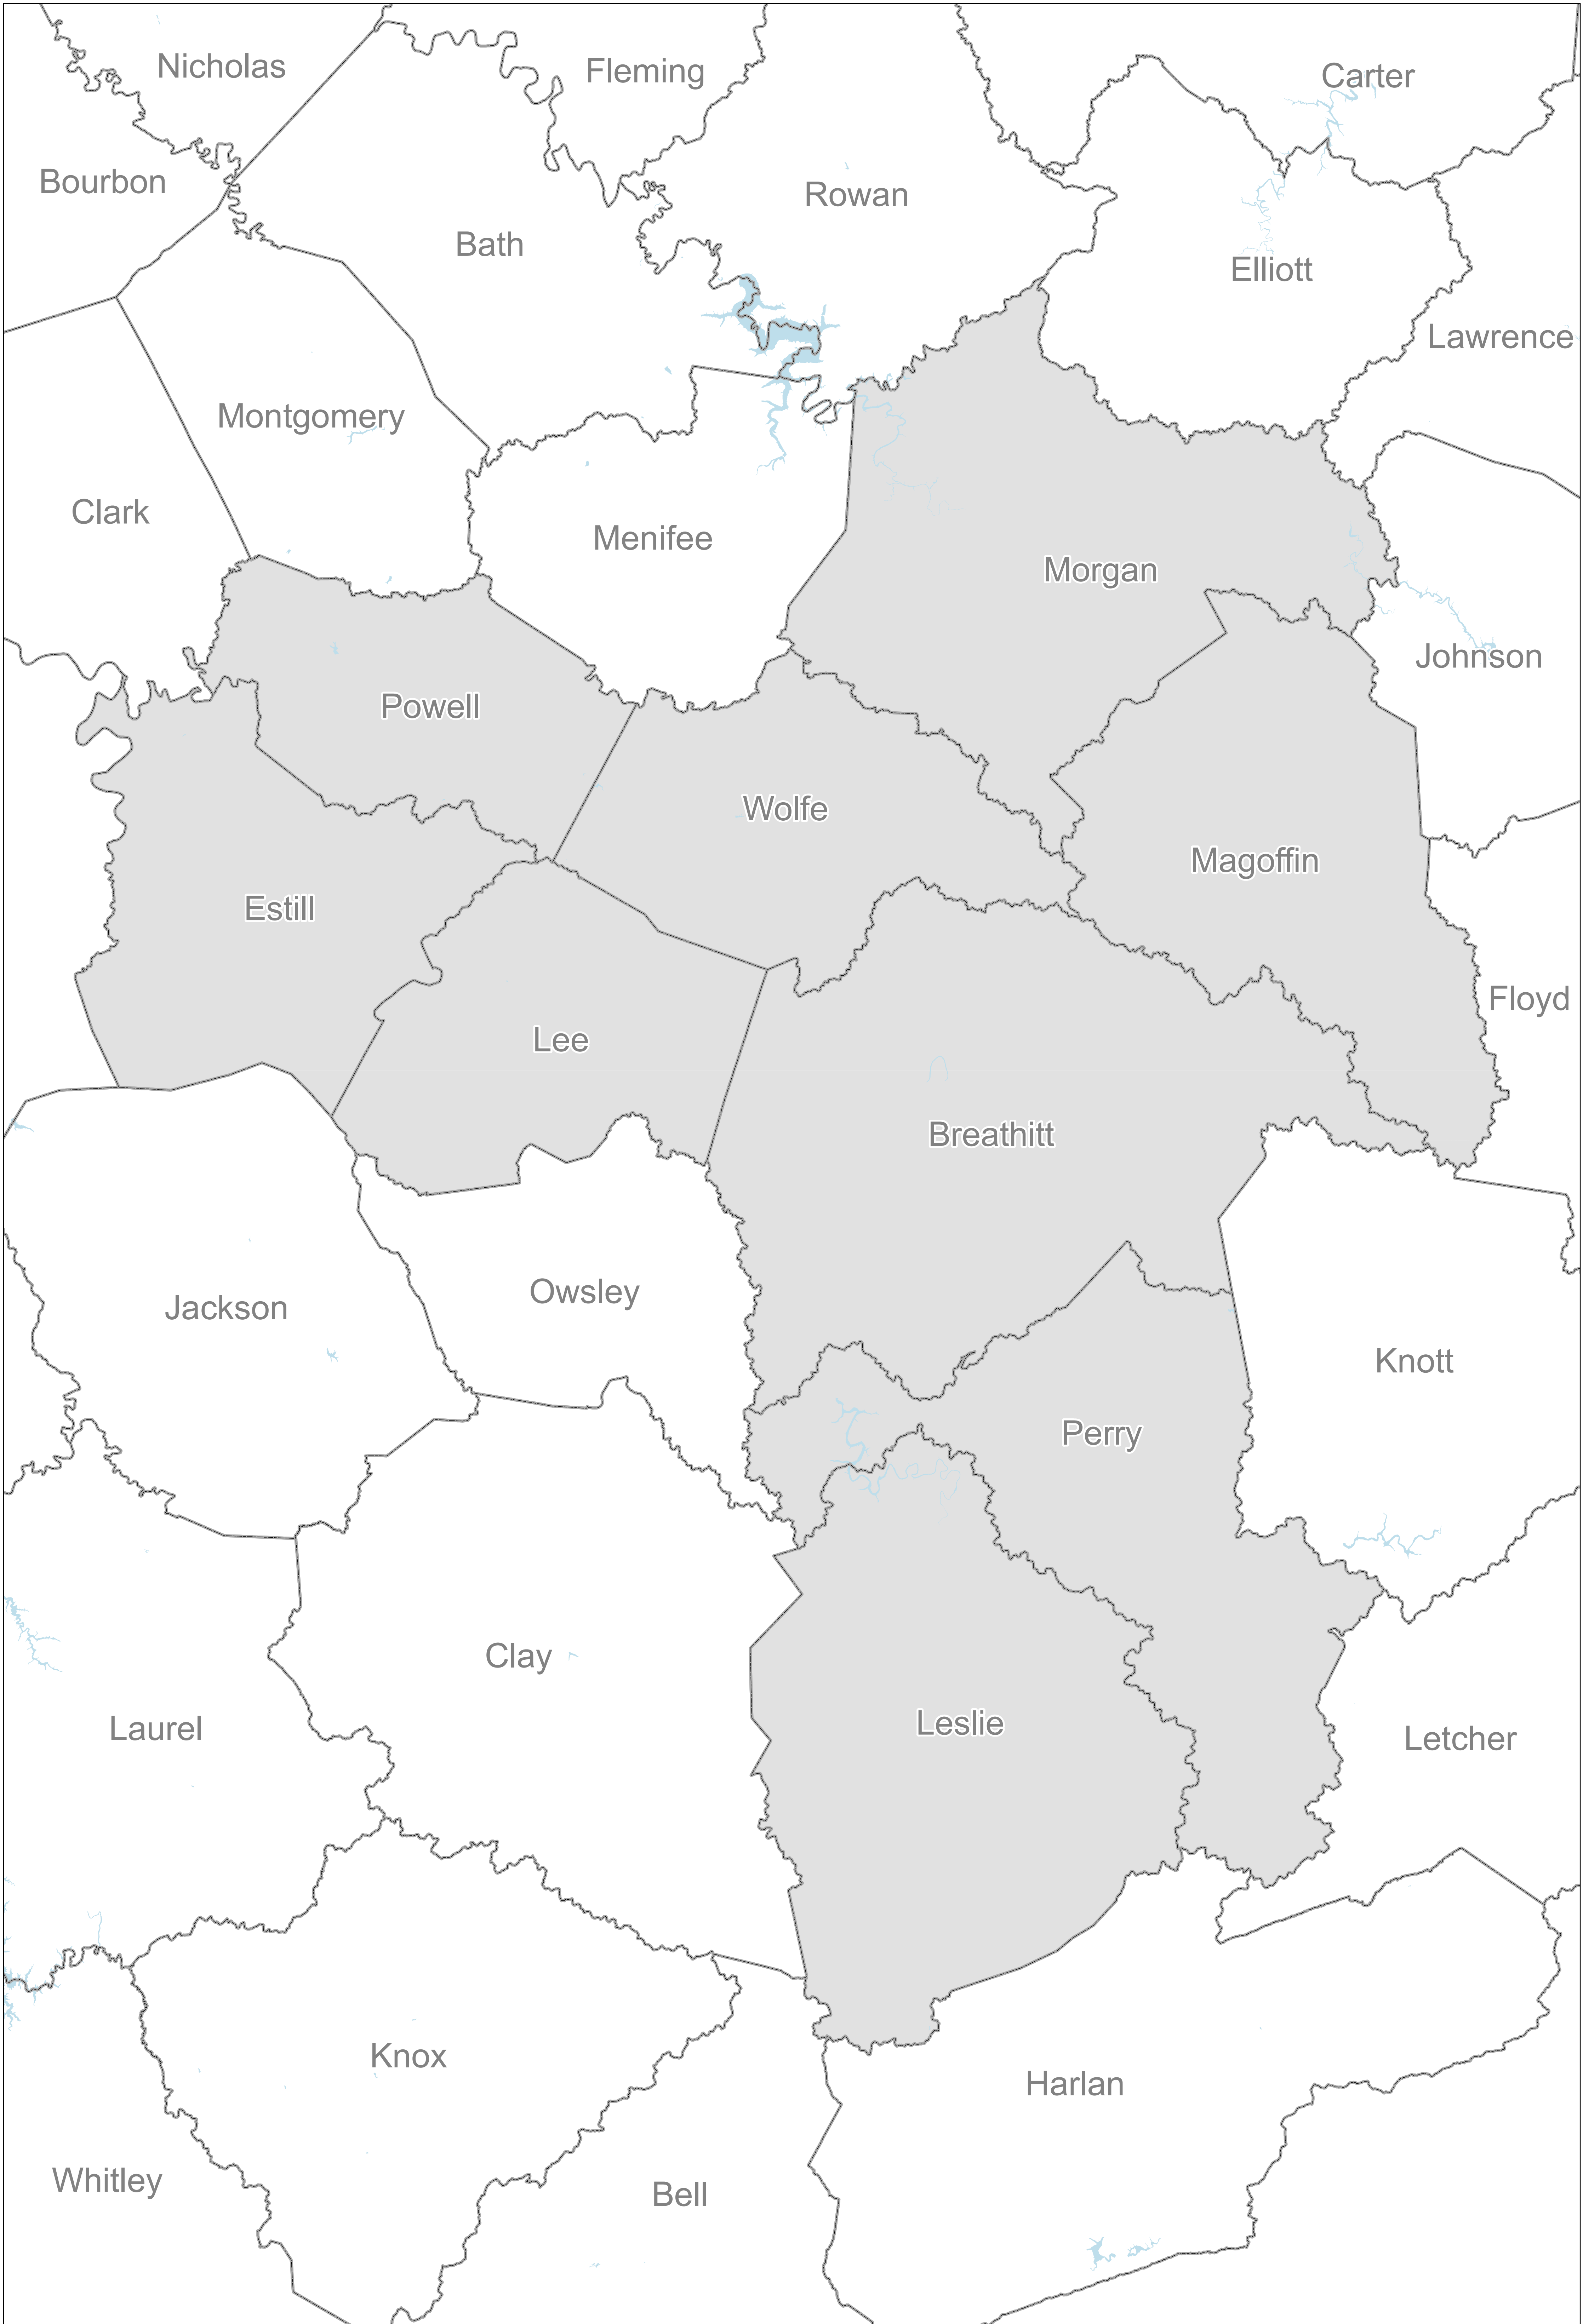 Nicholas
Fleming
Carter
Bourbon
Rowan
Bath
Elliott
Lawrence
Montgomery
Clark
Menifee
Morgan
Johnson
Powell
Wolfe
Magoffin
Estill
Floyd
Lee
Breathitt
Owsley
Jackson
Knott
Perry
Clay
Leslie
Laurel
Letcher
Knox
Harlan
Whitley
Bell